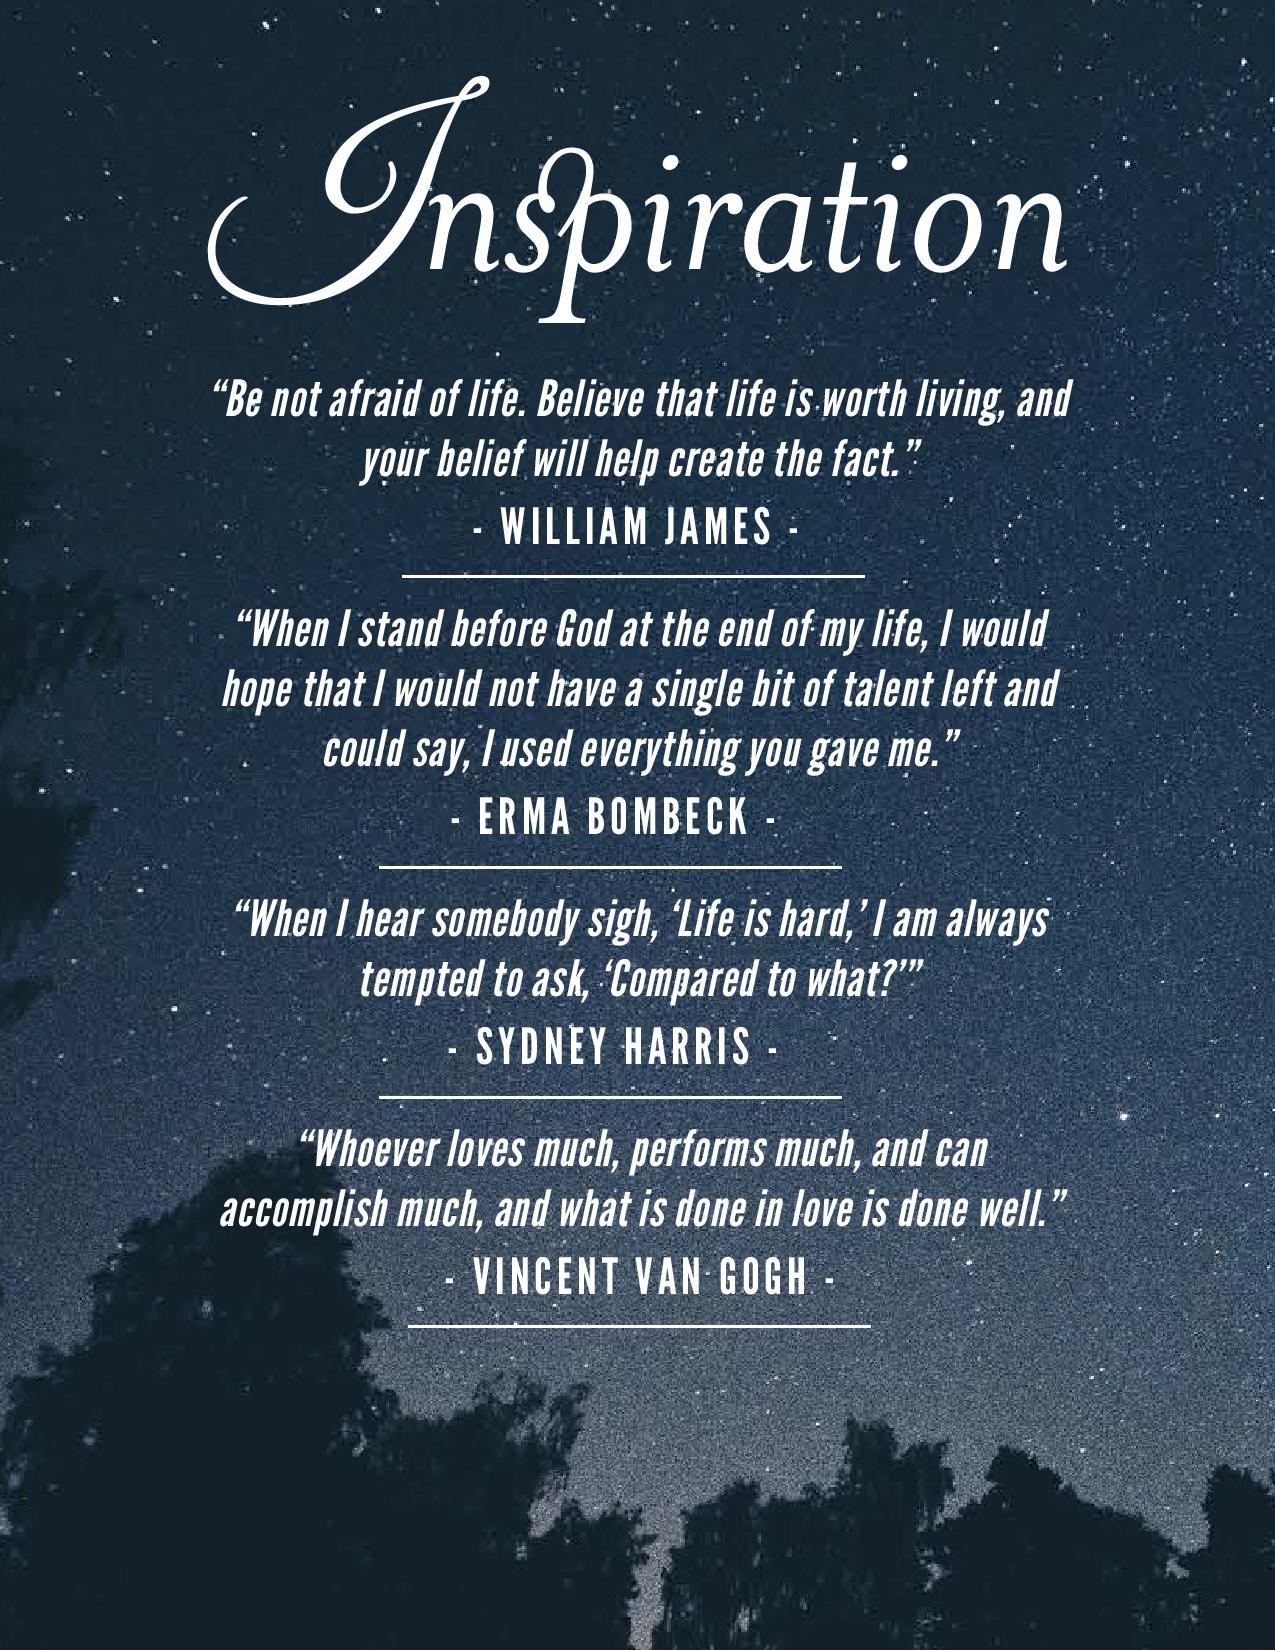 Inspiration
“Be not afraid of life. Believe that life is worth living, and
your belief will help create the fact.”
- WILLIAM JAMES -
“When I stand before God at the end of my life, I would
hope that I would not have a single bit of talent left and
could say, I used everything you gave me.”
- ERMA BOMBECK -
“When I hear somebody sigh, ‘Life is hard,’ I am always
tempted to ask, ‘Compared to what?’”
- SYDNEY HARRIS -
“Whoever loves much, performs much, and can
accomplish much, and what is done in love is done well.”
- VINCENT VAN GOGH -